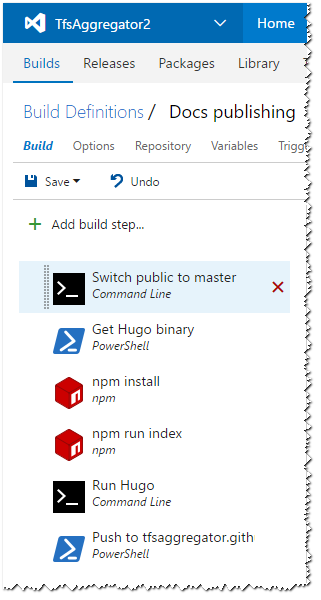 TfsAggregator2 Home
Builds Releases Packages Library
Build Definitions / Docs publishing
Build Options Repository Variables Trigg
Save Undo
+ Add build step...
Switch public to master
Command Line
Get Hugo binary
PowerShell
npm install
npm
npm run index
npm
Run Hugo
Command Line
Push to tfsaggregator.gith
PowerShell